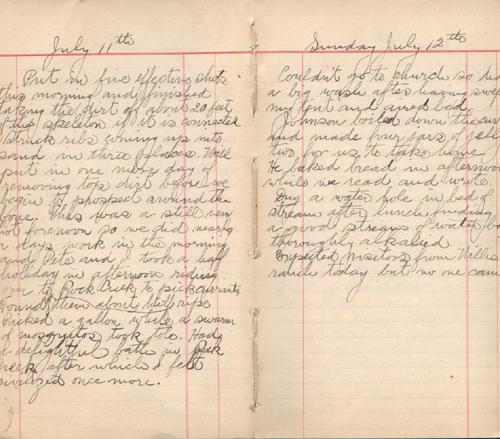 July 11th
Put in five effective shots
this morning and finished
taking the dirt of about 20 feet
of the skeleton if it is connected
Struck ribs coming up into
sand in three places. Will
put in one more day of
removing top dirt before we
begin to prospect around the
bone. This was a still very
hot forenoon so we did nearly
a days work in the morning
and Pete and I took a half
holiday in afternoon riding
over to Rock Creek to pick currants
Found them about half ripe
Picked a gallon while a swarm
of mosquitos took tole. Had
a delightful bath in Rock
Creek after which I felt
civilized once more.
Sunday July 12th
Couldn't go to church so did
a big wash after having swept
my tent and aired bed.
Johnson boiled down the
and made four jars of jelly
two for us to take home
He baked bread in afternoon
while we read and wrote.
Dug a water hole in bed of
stream after lunch finding
a good stream of water but
thoroughly alkalied.
Expected visitors from Willis
ranch today but no one came